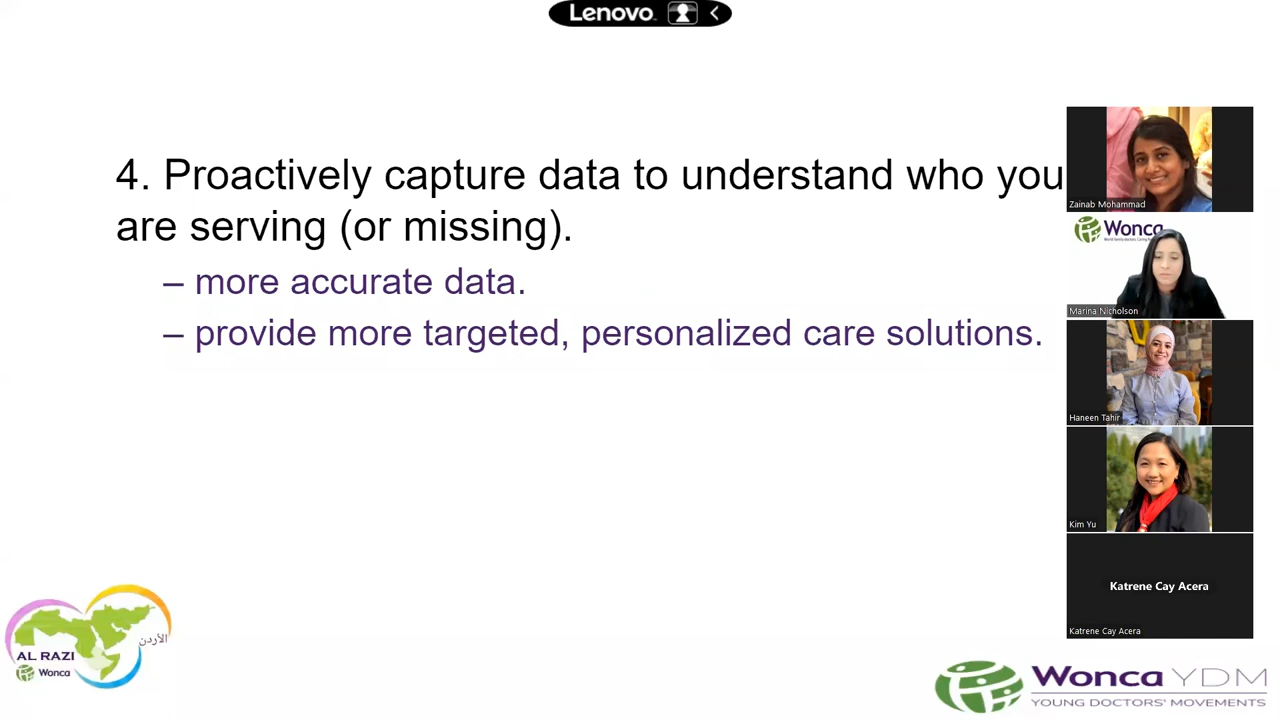 Lenovo
4. Proactively capture data to understand who you
are serving (or missing).
– more accurate data.
– provide more targeted, personalized care solutions.
Zainab Mohammad
Wonca
Marina Nicholson
Haneen Tahir
Kim Yu
Katrene Cay Acera
Katrene Cay Acera
الأردن
AL RAZI
Wonca
Wonca YDM
YOUNG DOCTORS' MOVEMENTS